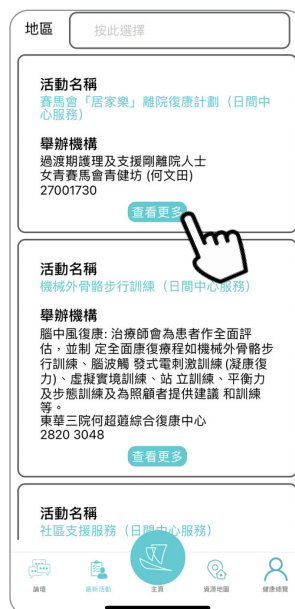 地區
按此選擇
活動名稱
賽馬會「居家樂」離院復康計劃（日間中
心服務）
舉辦機構
過渡期護理及支援剛離院人士
女青賽馬會青健坊 (何文田)
27001730
查看更多
活動名稱
機械外骨骼步行訓練（日間中心服務）
舉辦機構
腦中風復康: 治療師會為患者作全面評
估，並制 定全面康復療程如機械外骨骼步
行訓練、腦波觸 發式電刺激訓練 (凝康復
力)、虛擬實境訓練、站 立訓練、平衡力
及步態訓練及為照顧者提供建議 和訓練
等。
東華三院何超蕸綜合復康中心
2820 3048
查看更多
活動名稱
社區支援服務（日間中心服務）
論壇
最新活動
主頁
資源地圖
健康總覽